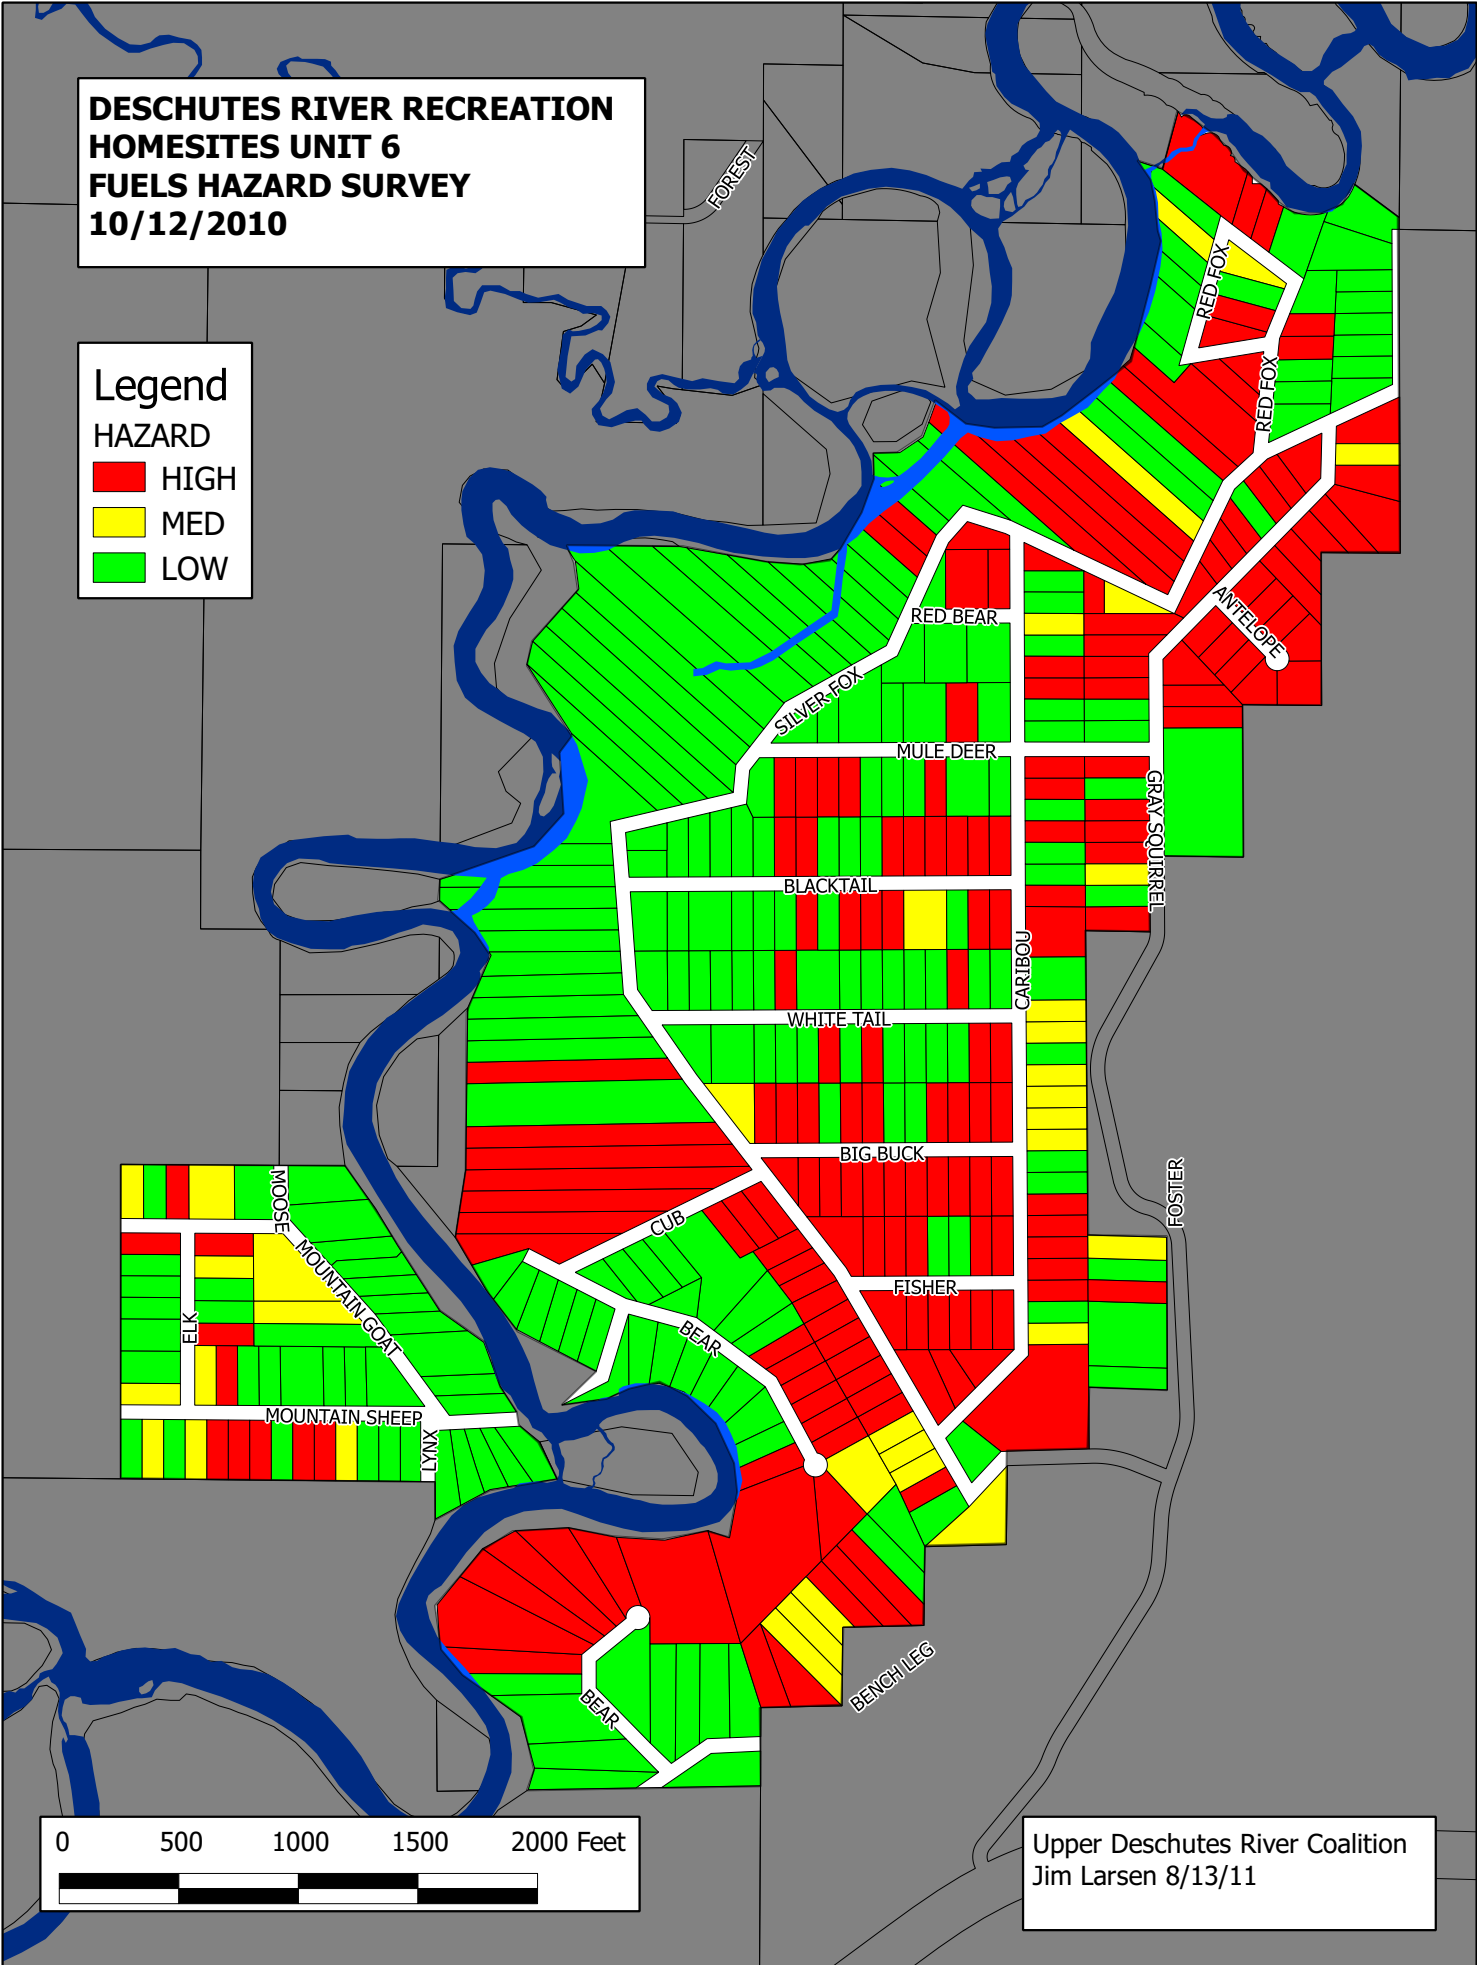 DESCHUTES RIVER RECREATION
HOMESITES UNIT 6
FUELS HAZARD SURVEY
10/12/2010
FOREST
Legend
HAZARD
HIGH
MED
LOW
RED FOX
RED FOX
ANTELOPE
RED BEAR
SILVER FOX
MULE DEER
GRAY SQUIRREL
BLACKTAIL
CARIBOU
WHITE TAIL
BIG BUCK
FOSTER
MOOSE
CUB
MOUNTAIN GOAT
FISHER
ELK
BEAR
MOUNTAIN SHEEP
LYNX
BENCH LEG
BEAR
0 500 1000 1500 2000 Feet
Upper Deschutes River Coalition
Jim Larsen 8/13/11